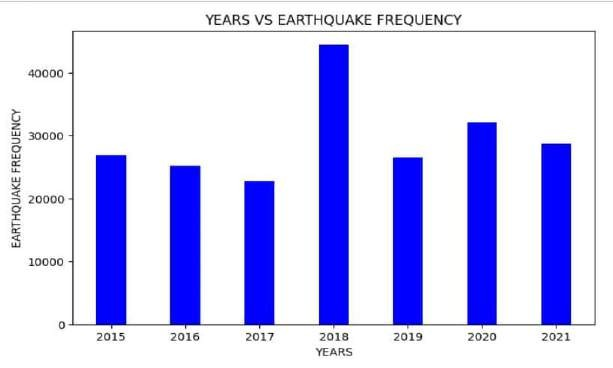 YEARS VS EARTHQUAKE FREQUENCY
EARTHQUAKE FREQUENCY
40000
30000
20000
10000
0
2015 2016 2017 2018 2019 2020 2021
YEARS